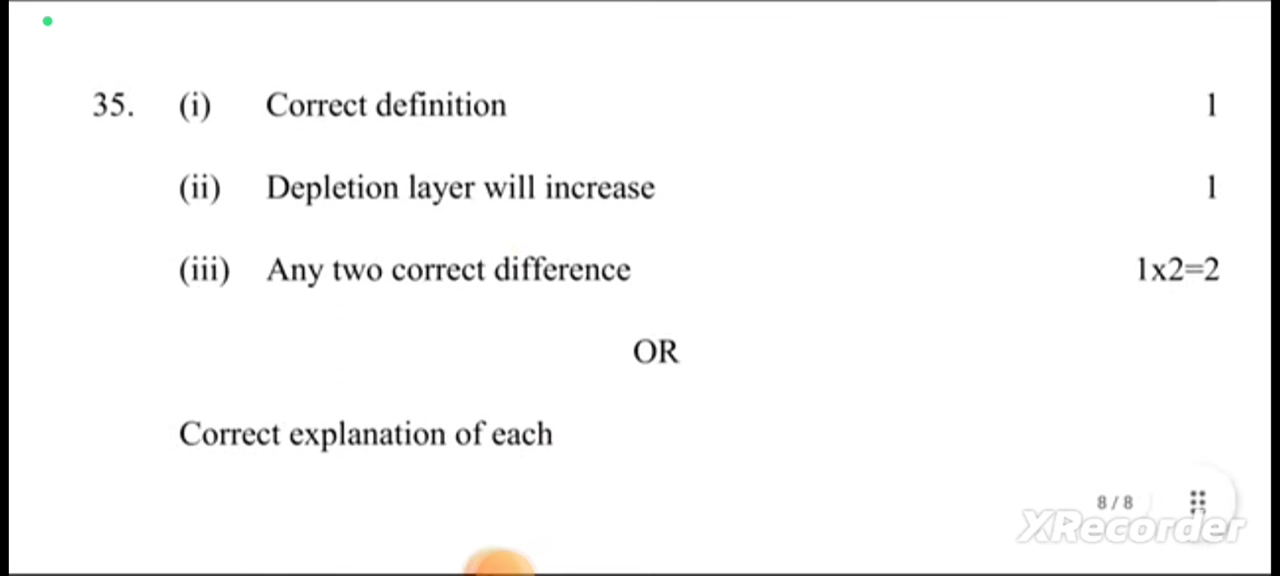 35. (i) Correct definition 1
(ii) Depletion layer will increase 1
(iii) Any two correct difference 1x2=2
OR
Correct explanation of each
8 / 8
XRecorder